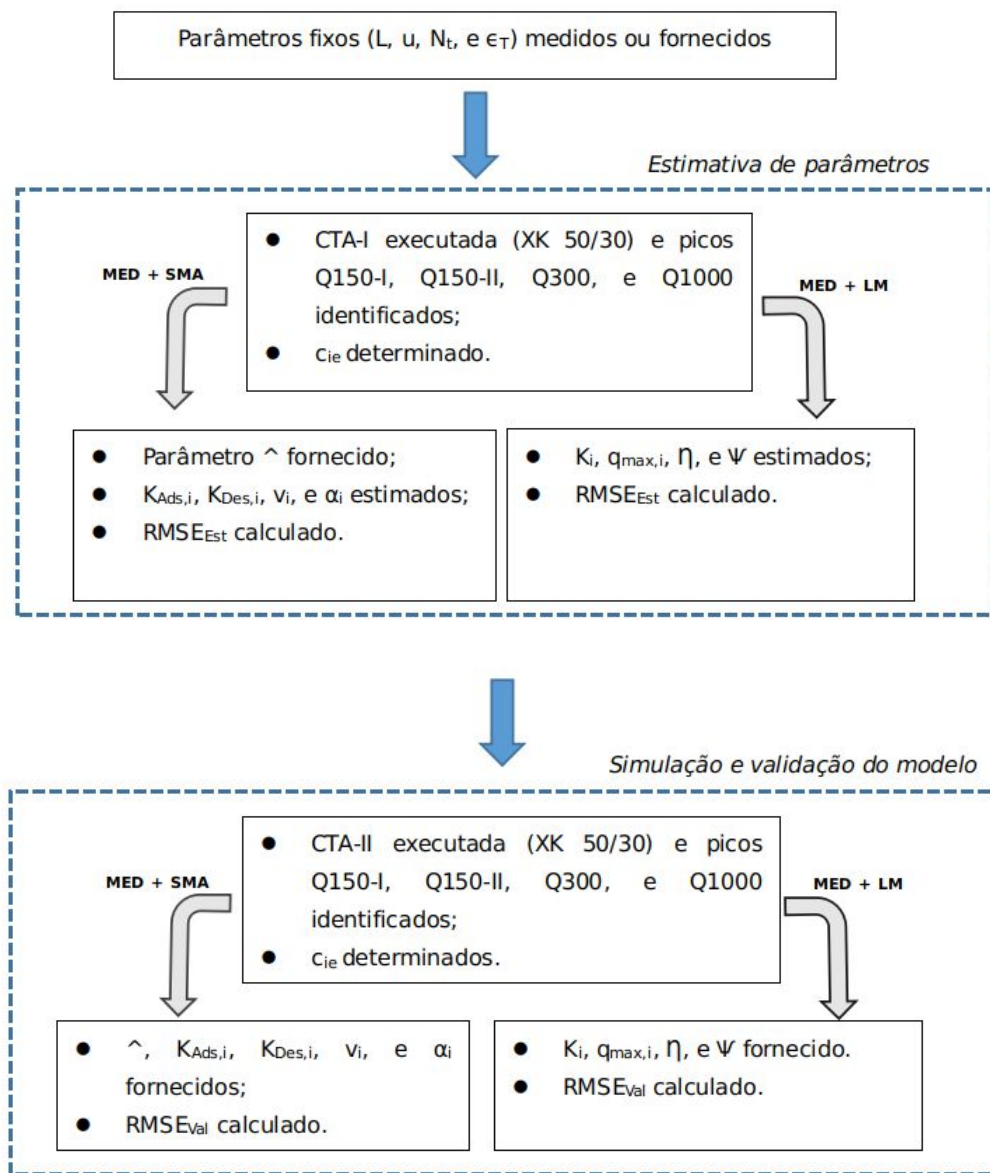 Parâmetros fixos (L, u, Nt, e ϵT) medidos ou fornecidos
Estimativa de parâmetros
● CTA-I executada (XK 50/30) e picos
Q150-I, Q150-II, Q300, e Q1000
identificados;
● cie determinado.
MED + SMA
MED + LM
● Parâmetro ^ fornecido;
● KAds,i, KDes,i, vi, e αi estimados;
● RMSEEst calculado.
● Ki, qmax,i, Ƞ, e Ѱ estimados;
● RMSEEst calculado.
Simulação e validação do modelo
● CTA-II executada (XK 50/30) e picos
Q150-I, Q150-II, Q300, e Q1000
identificados;
● cie determinados.
MED + SMA
MED + LM
● ^, KAds,i, KDes,i, vi, e αi
fornecidos;
● RMSEVal calculado.
● Ki, qmax,i, Ƞ, e Ѱ fornecido.
● RMSEVal calculado.